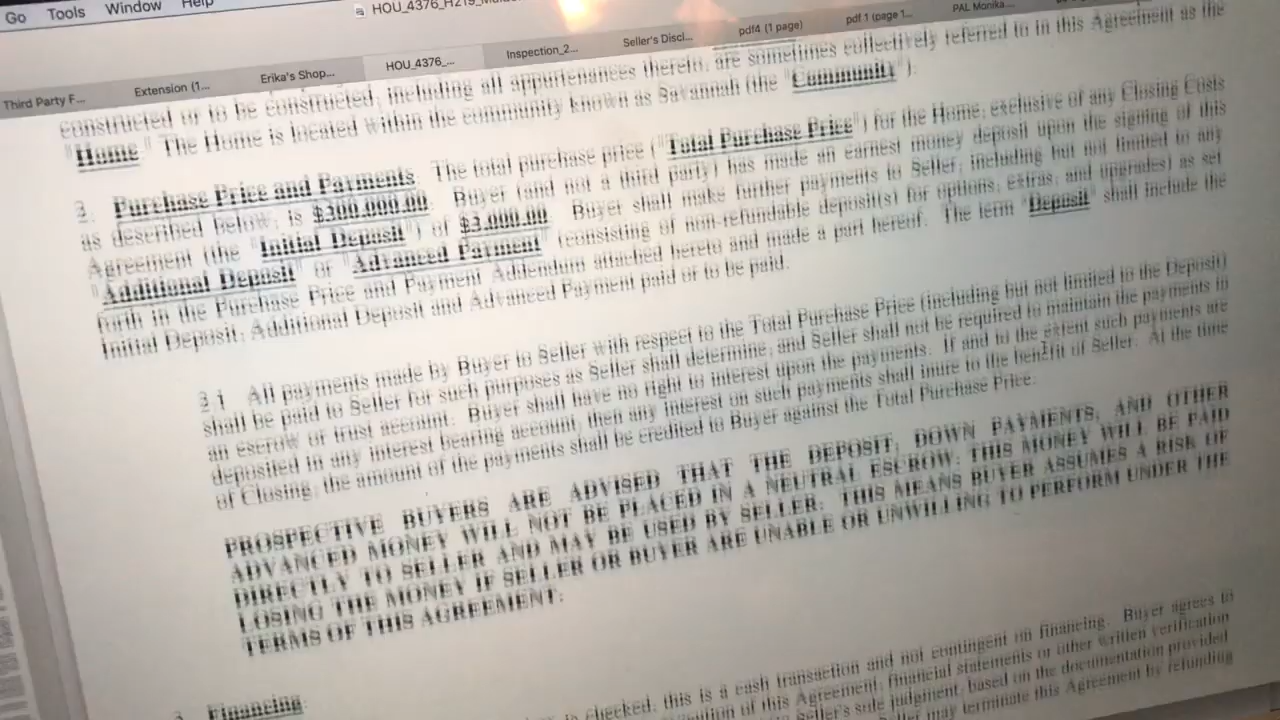 Go Tools Window Help
HOU_4376_H219_
Third Party F... Extension (1... Erika's Shop... HOU_4376_... Inspection_2... Seller's Discl... pdf4 (1 page) pdf 1 (page 1... PAL Monika...
constructed or to be constructed, including all appurtenances thereto, are sometimes collectively referred to in this Agreement as the
"Home." The Home is located within the community known as Savannah (the "Community").
Purchase Price and Payments. The total purchase price ("Total Purchase Price") for the Home, exclusive of any Closing Costs
as described below, is $300,000.00. Buyer (and not a third party) has made an earnest money deposit upon the signing of this
Agreement (the "Initial Deposit") of $3,000.00. Buyer shall make further payments to Seller, including but not limited to any
"Additional Deposit" or "Advanced Payment" (consisting of non-refundable deposit(s) for options, extras, and upgrades) as set
forth in the Purchase Price and Payment Addendum attached hereto and made a part hereof. The term "Deposit" shall include the
Initial Deposit, Additional Deposit and Advanced Payment paid or to be paid.
2.1 All payments made by Buyer to Seller with respect to the Total Purchase Price (including but not limited to the Deposit)
shall be paid to Seller for such purposes as Seller shall determine, and Seller shall not be required to maintain the payments in
an escrow or trust account. Buyer shall have no right to interest upon the payments. If and to the extent such payments are
deposited in any interest bearing account, then any interest on such payments shall inure to the benefit of Seller. At the time
of Closing, the amount of the payments shall be credited to Buyer against the Total Purchase Price.
PROSPECTIVE BUYERS ARE ADVISED THAT THE DEPOSIT, DOWN PAYMENTS, AND OTHER
ADVANCED MONEY WILL NOT BE PLACED IN A NEUTRAL ESCROW. THIS MONEY WILL BE PAID
DIRECTLY TO SELLER AND MAY BE USED BY SELLER. THIS MEANS BUYER ASSUMES A RISK OF
LOSING THE MONEY IF SELLER OR BUYER ARE UNABLE OR UNWILLING TO PERFORM UNDER THE
TERMS OF THIS AGREEMENT.
Financing. checked, this is a cash transaction and not contingent on financing. Buyer agrees to
of this Agreement, financial statements or other written verification
Seller's sole judgment, based on the documentation provided
may terminate this Agreement by refunding